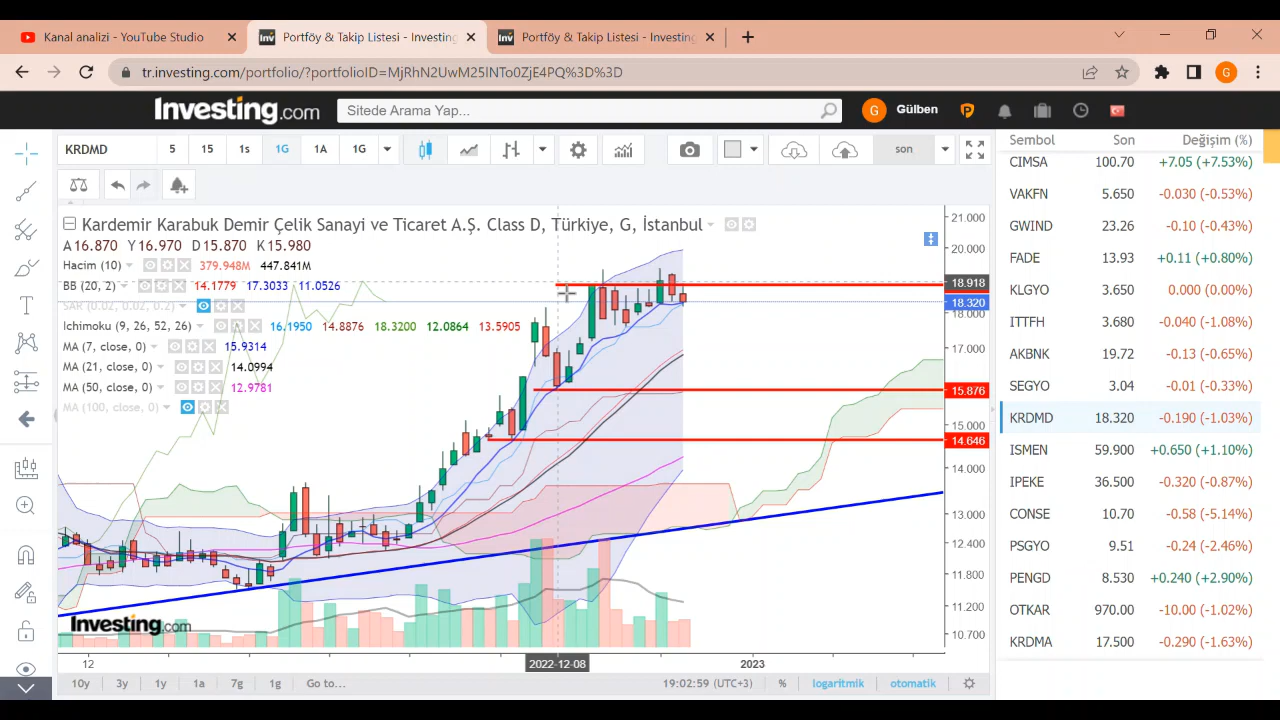 Kanal analizi - YouTube Studio
Portföy & Takip Listesi - Investing
Portföy & Takip Listesi - Investing
tr.investing.com/portfolio/?portfolioID=MjRhN2UwM25INTo0ZjE4PQ%3D%3D
G
Investing.com
Sitede Arama Yap...
G
Gülben
KRDMD
5
15
1s
1G
1A
1G
son
Kardemir Karabuk Demir Çelik Sanayi ve Ticaret A.Ş. Class D, Türkiye, G, İstanbul
A 16.870 Y 16.970 D 15.870 K 15.980
Hacim (10) 379.948M 447.841M
BB (20, 2) 14.1779 17.3033 11.0526
SAR (0.02, 0.02, 0.2)
Ichimoku (9, 26, 52, 26) 16.1950 14.8876 18.3200 12.0864 13.5905
MA (7, close, 0) 15.9314
MA (21, close, 0) 14.0994
MA (50, close, 0) 12.9781
MA (100, close, 0)
21.000
20.000
18.918
18.320
18.000
17.000
15.876
15.000
14.646
14.000
13.000
12.400
11.800
11.200
10.700
Investing.com
12
2022-12-08
2023
10y
3y
1y
1a
7g
1g
Go to...
19:02:59 (UTC+3)
%
logaritmik
otomatik
Sembol Son Değişim (%)
CIMSA 100.70 +7.05 (+7.53%)
VAKFN 5.650 -0.030 (-0.53%)
GWIND 23.26 -0.10 (-0.43%)
FADE 13.93 +0.11 (+0.80%)
KLGYO 3.650 0.000 (0.00%)
ITTFH 3.680 -0.040 (-1.08%)
AKBNK 19.72 -0.13 (-0.65%)
SEGYO 3.04 -0.01 (-0.33%)
KRDMD 18.320 -0.190 (-1.03%)
ISMEN 59.900 +0.650 (+1.10%)
IPEKE 36.500 -0.320 (-0.87%)
CONSE 10.70 -0.58 (-5.14%)
PSGYO 9.51 -0.24 (-2.46%)
PENGD 8.530 +0.240 (+2.90%)
OTKAR 970.00 -10.00 (-1.02%)
KRDMA 17.500 -0.290 (-1.63%)